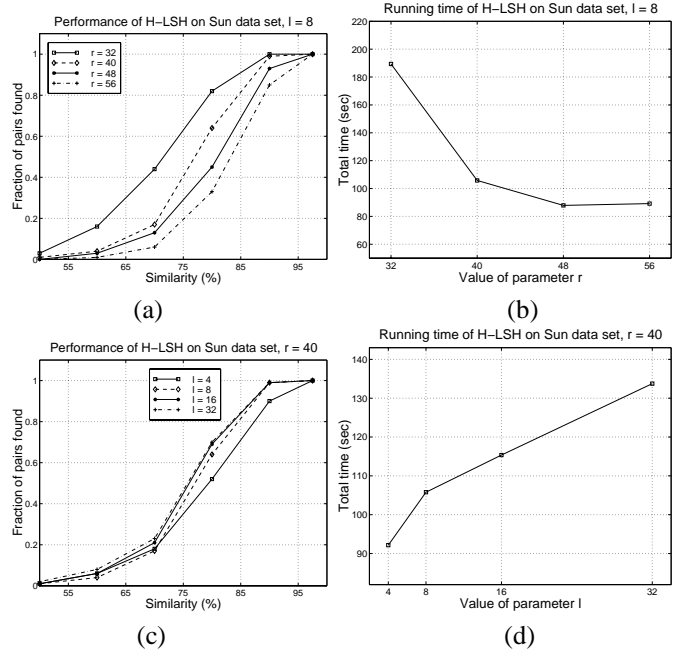 Performance of H−LSH on Sun data set, l = 8
Fraction of pairs found
1
0.8
0.6
0.4
0.2
0
r = 32
r = 40
r = 48
r = 56
55 65 75 85 95
Similarity (%)
(a)
Running time of H−LSH on Sun data set, l = 8
Total time (sec)
220
200
180
160
140
120
100
80
60
32 40 48 56
Value of parameter r
(b)
Performance of H−LSH on Sun data set, r = 40
Fraction of pairs found
1
0.8
0.6
0.4
0.2
0
l = 4
l = 8
l = 16
l = 32
55 65 75 85 95
Similarity (%)
(c)
Running time of H−LSH on Sun data set, r = 40
Total time (sec)
140
130
120
110
100
90
4 8 16 32
Value of parameter l
(d)